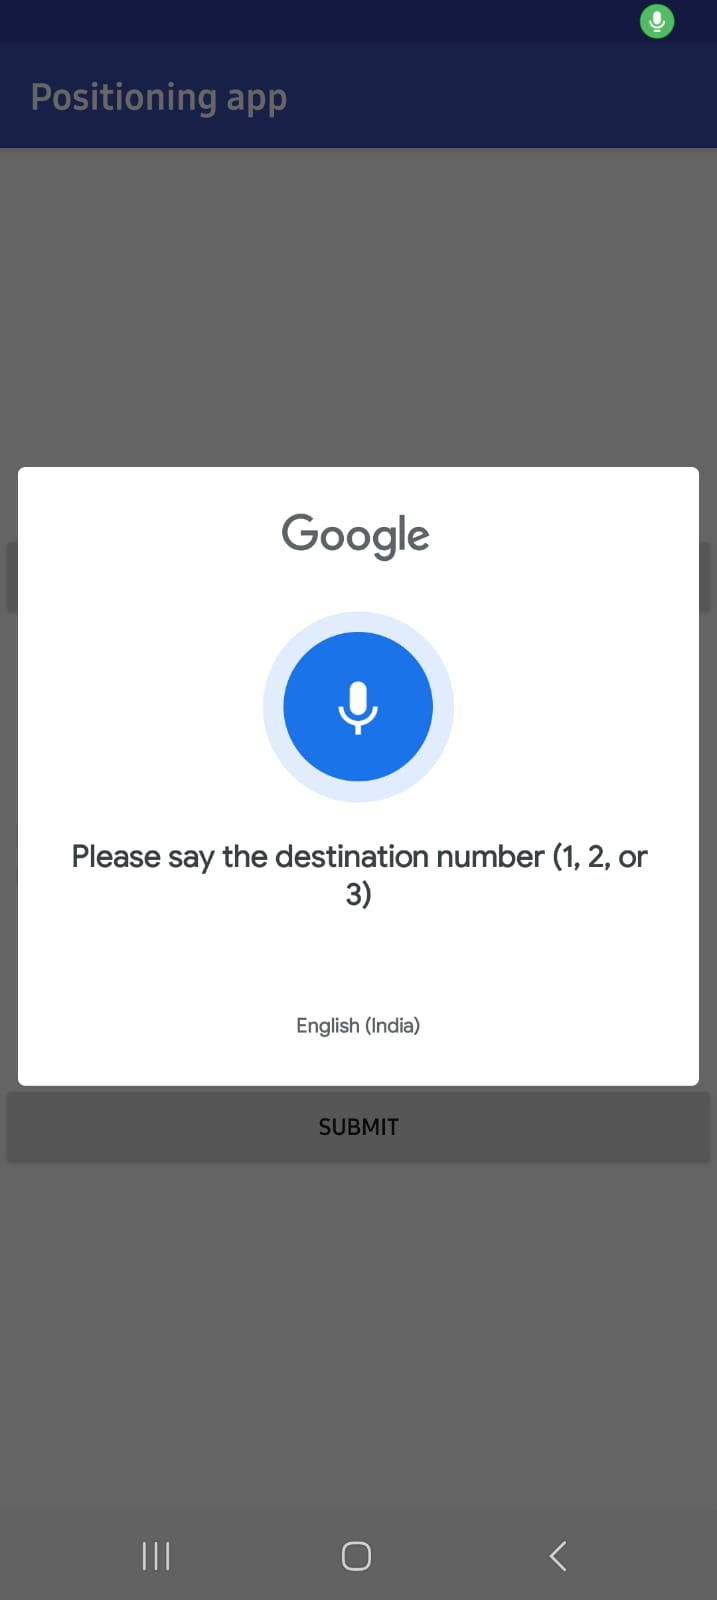 Positioning app
Google
Please say the destination number (1, 2, or
3)
English (India)
SUBMIT